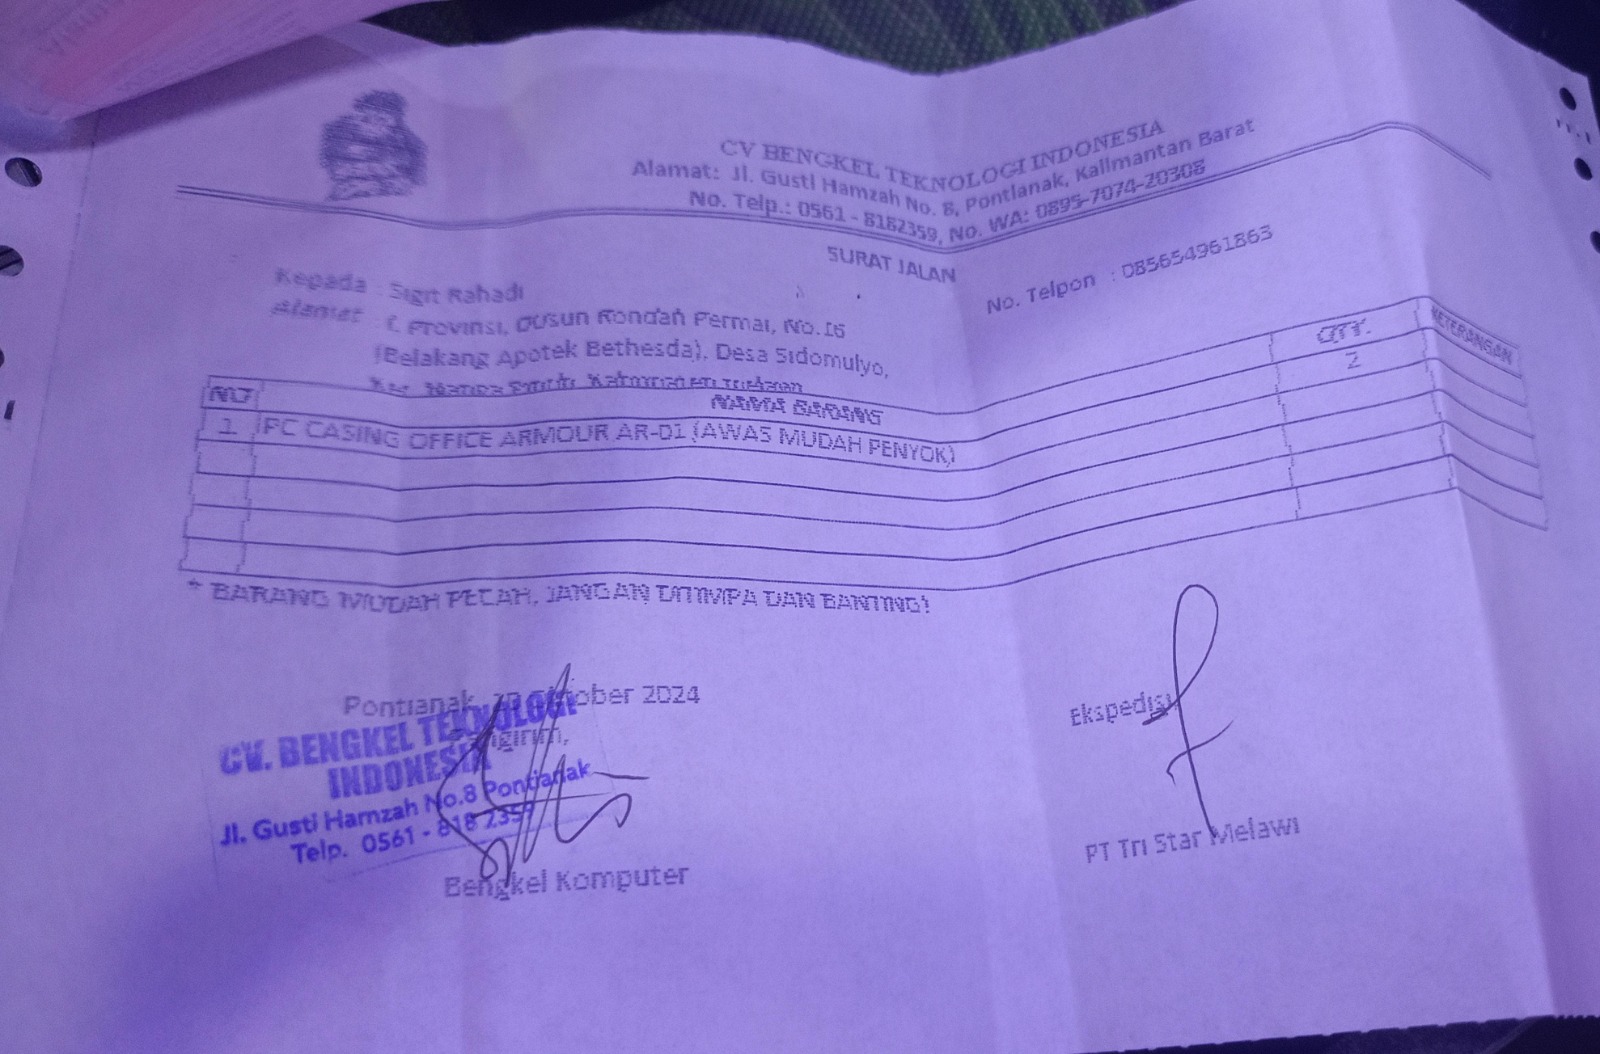 CV BENGKEL TEKNOLOGI INDONESIA
Alamat: Jl. Gusti Hamzah No. 8, Pontianak, Kalimantan Barat
No. Telp.: 0561 - 8182359, No. WA: 0895-7074-20308
SURAT JALAN
Kepada : Sigit Rahadi
No. Telpon : 085654961863
Alamat : Provinsi, Dusun Rondah Permai, No.16
(Belakang Apotek Bethesda), Desa Sidomulyo,
NO NAMA BARANG QTY. KETERANGAN
1 PC CASING OFFICE ARMOUR AR-01 (AWAS MUDAH PENYOK) 2
* BARANG MUDAH PECAH, JANGAN DITIMPA DAN BANTING!
Pontianak, Oktober 2024
Pengirim,
Ekspedisi
CV. BENGKEL TEKNOLOGI
INDONESIA
Jl. Gusti Hamzah No.8 Pontianak
Telp. 0561 - 818 2359
Bengkel Komputer
PT Tri Star Melawi